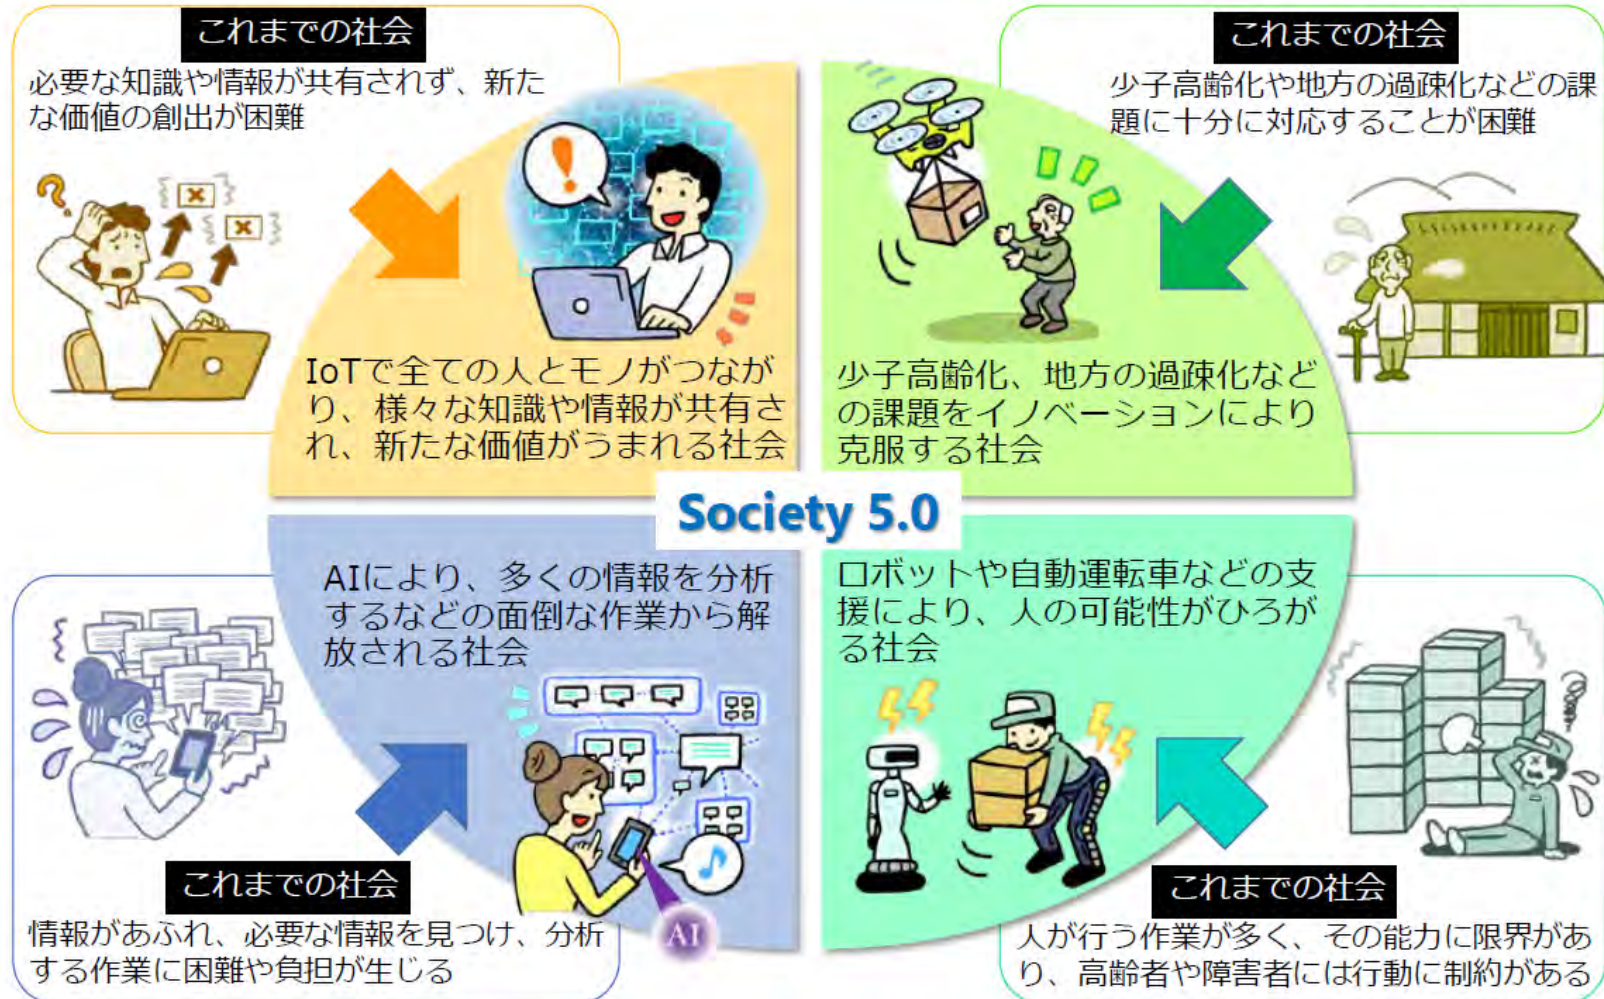 これまでの社会
必要な知識や情報が共有されず、新た
な価値の創出が困難
IoTで全ての人とモノがつなが
り、様々な知識や情報が共有さ
れ、新たな価値がうまれる社会
これまでの社会
少子高齢化や地方の過疎化などの課
題に十分に対応することが困難
少子高齢化、地方の過疎化など
の課題をイノベーションにより
克服する社会
Society 5.0
AIにより、多くの情報を分析
するなどの面倒な作業から解
放される社会
AI
これまでの社会
情報があふれ、必要な情報を見つけ、分析
する作業に困難や負担が生じる
ロボットや自動運転車などの支
援により、人の可能性がひろが
る社会
これまでの社会
人が行う作業が多く、その能力に限界があ
り、高齢者や障害者には行動に制約がある